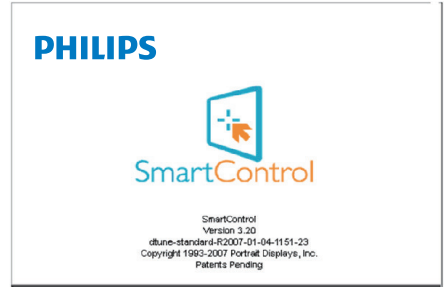 PHILIPS
SmartControl
SmartControl
Version 3.20
dtune-standard-R2007-01-04-1151-23
Copyright 1993-2007 Portrait Displays, Inc.
Patents Pending